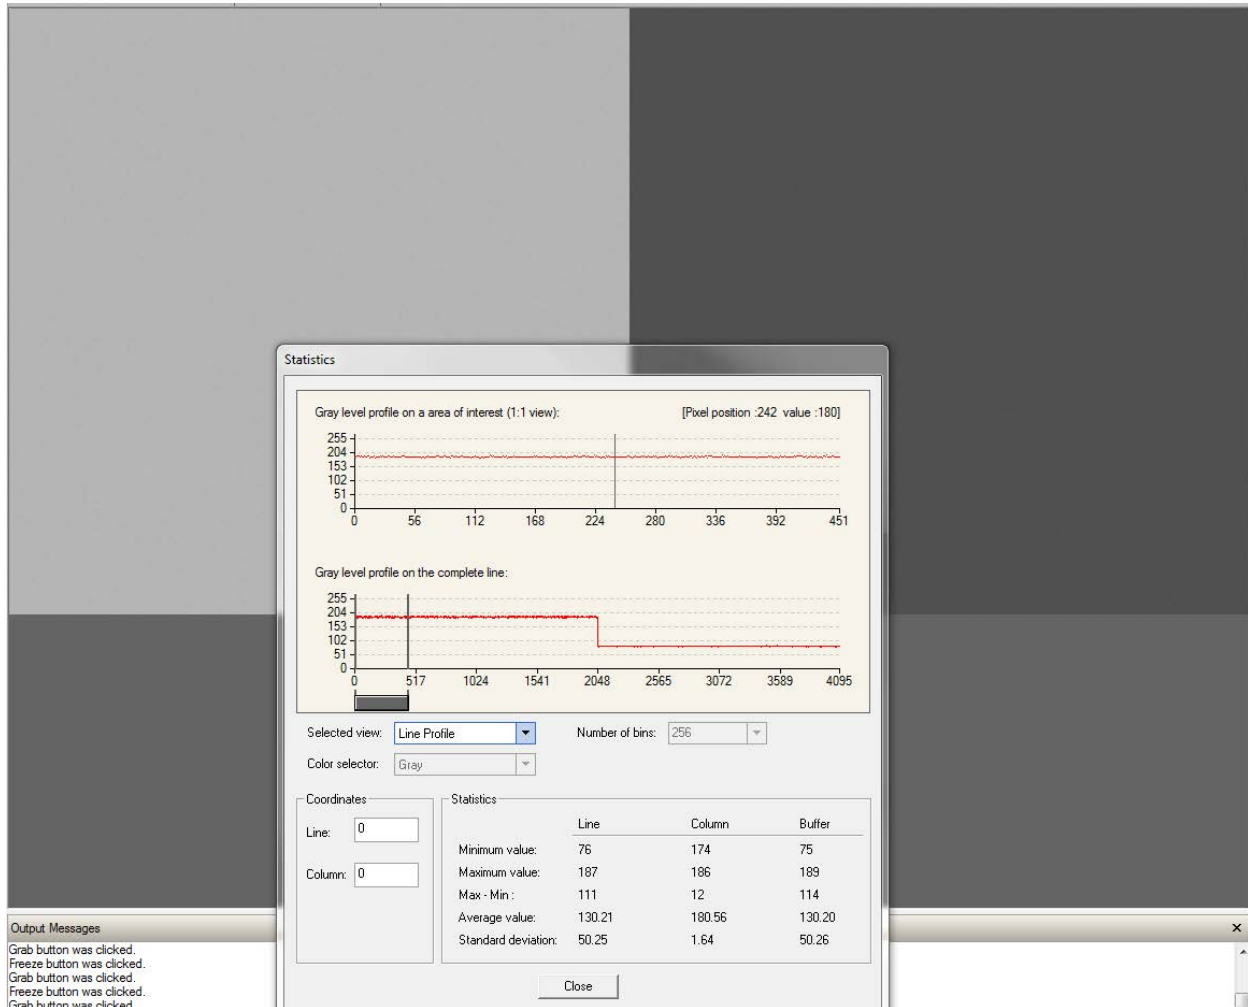 Statistics
Gray level profile on a area of interest (1:1 view): [Pixel position :242 value :180]
255
204
153
102
51
0
0 56 112 168 224 280 336 392 451
Gray level profile on the complete line:
255
204
153
102
51
0
0 517 1024 1541 2048 2565 3072 3589 4095
Selected view: Line Profile Number of bins: 256
Color selector: Gray
Coordinates
Line: 0
Column: 0
Statistics
Line Column Buffer
Minimum value: 76 174 75
Maximum value: 187 186 189
Max - Min : 111 12 114
Average value: 130.21 180.56 130.20
Standard deviation: 50.25 1.64 50.26
Close
Output Messages
Grab button was clicked.
Freeze button was clicked.
Grab button was clicked.
Freeze button was clicked.
Grab button was clicked